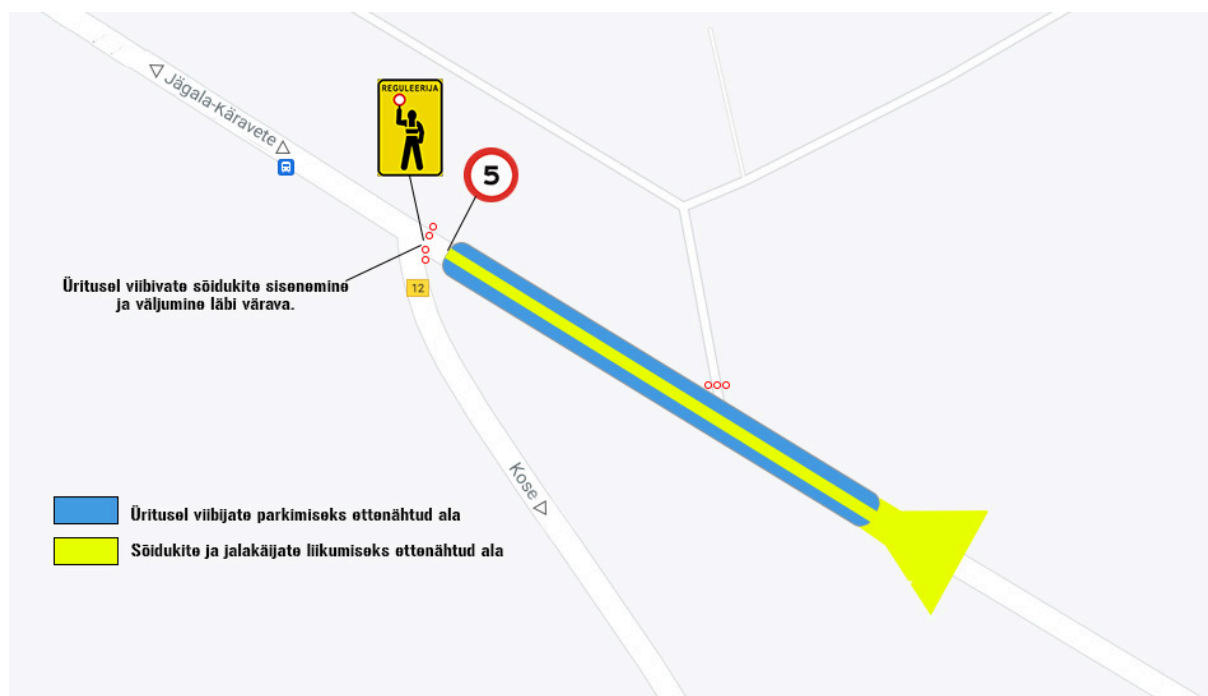 ◁ Jägala-Käravete ▷
REGULEERIJA
5
Üritusel viibivate sõidukite sisenemine
ja väljumine läbi värava.
12
Kose ▷
Üritusel viibijate parkimiseks ettenähtud ala
Sõidukite ja jalakäijate liikumiseks ettenähtud ala